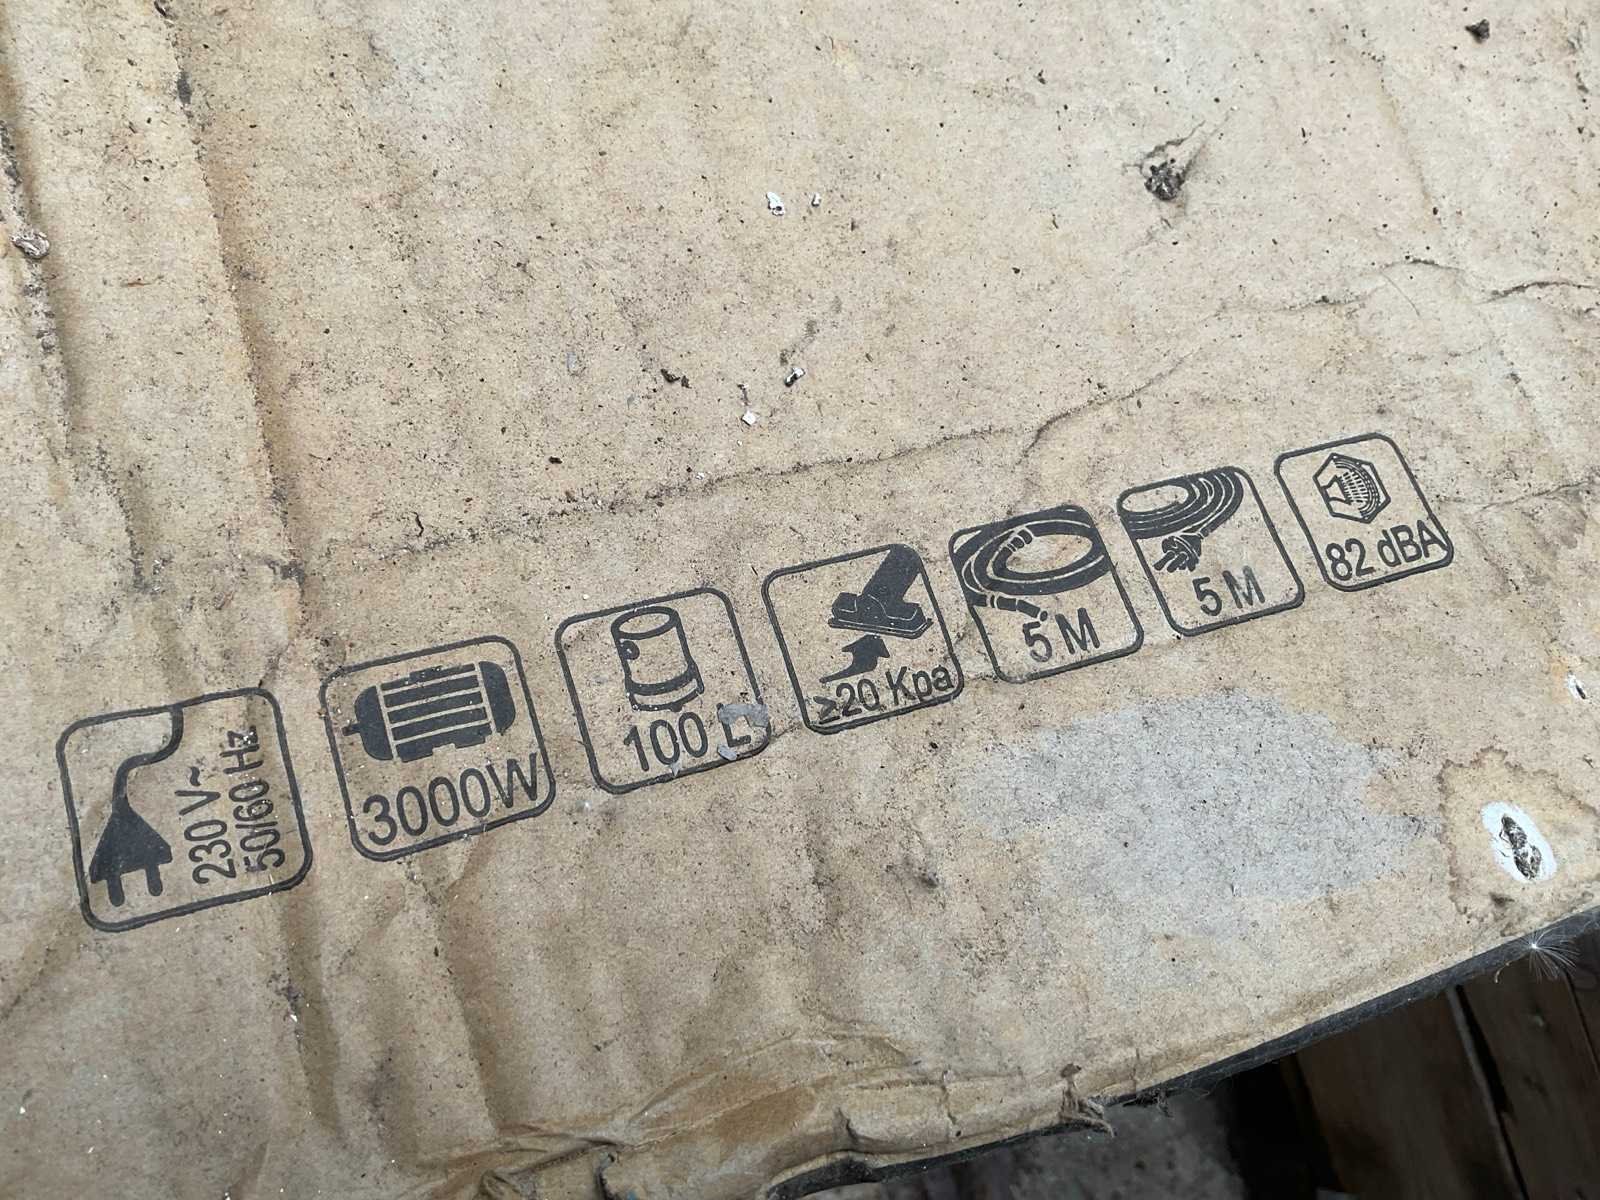 230 V~
50/60 Hz
3000W
100 L
≥20 Kpa
5 M
5 M
82 dBA